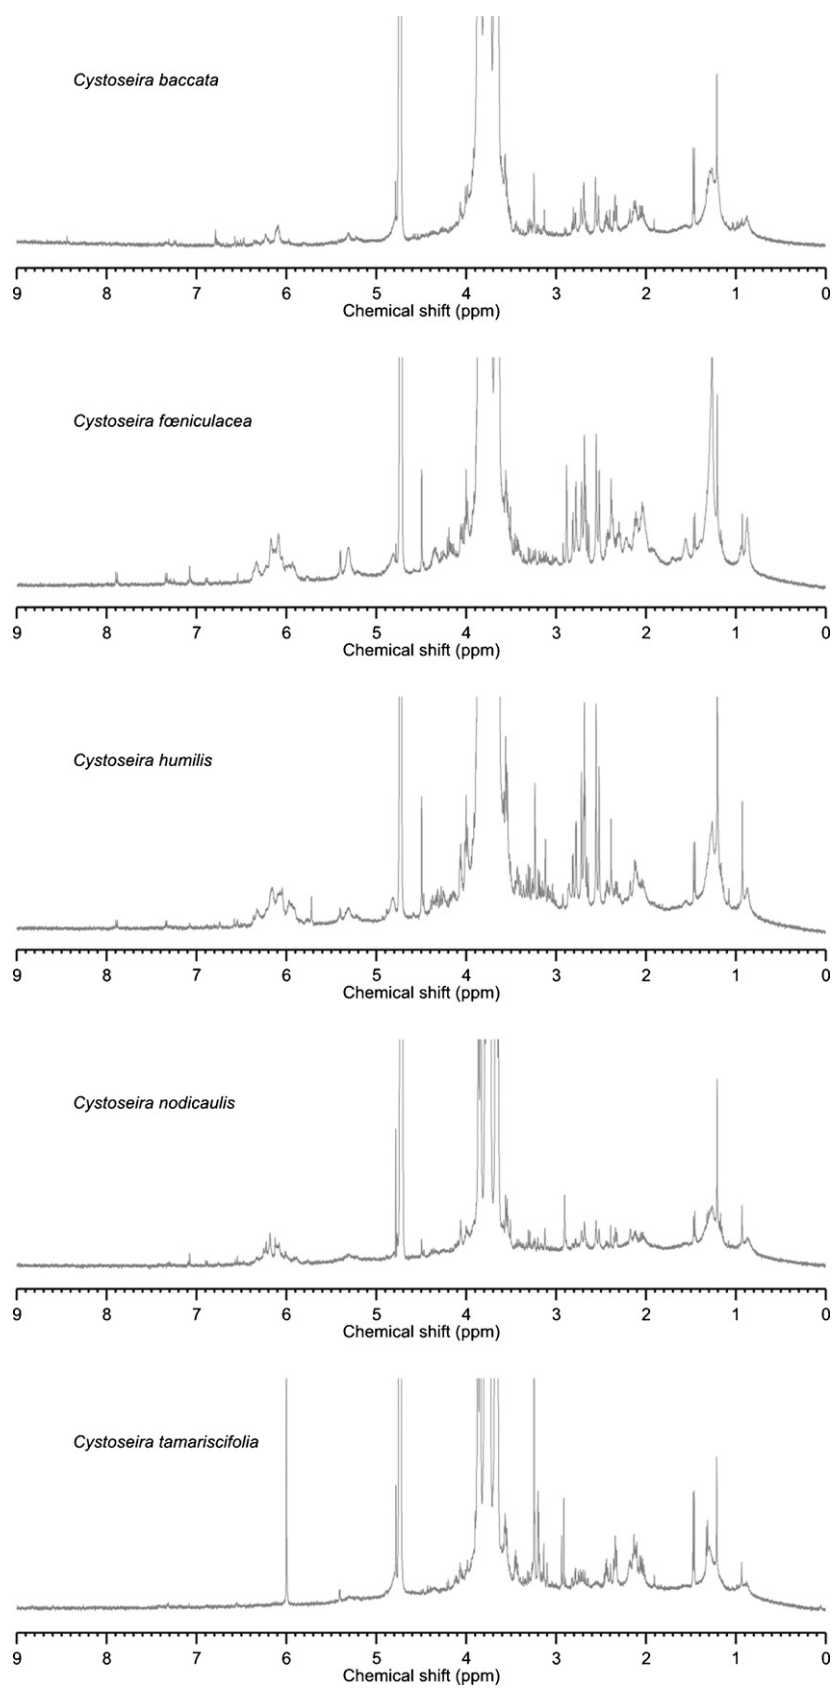 Cystoseira baccata
9 8 7 6 5 4 3 2 1 0
Chemical shift (ppm)
Cystoseira fœniculacea
9 8 7 6 5 4 3 2 1 0
Chemical shift (ppm)
Cystoseira humilis
9 8 7 6 5 4 3 2 1 0
Chemical shift (ppm)
Cystoseira nodicaulis
9 8 7 6 5 4 3 2 1 0
Chemical shift (ppm)
Cystoseira tamariscifolia
9 8 7 6 5 4 3 2 1 0
Chemical shift (ppm)